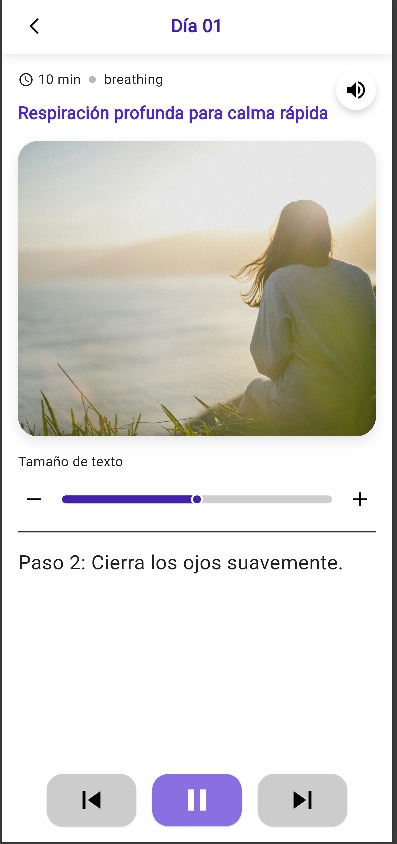 Día 01
10 min breathing
Respiración profunda para calma rápida
Tamaño de texto
Paso 2: Cierra los ojos suavemente.